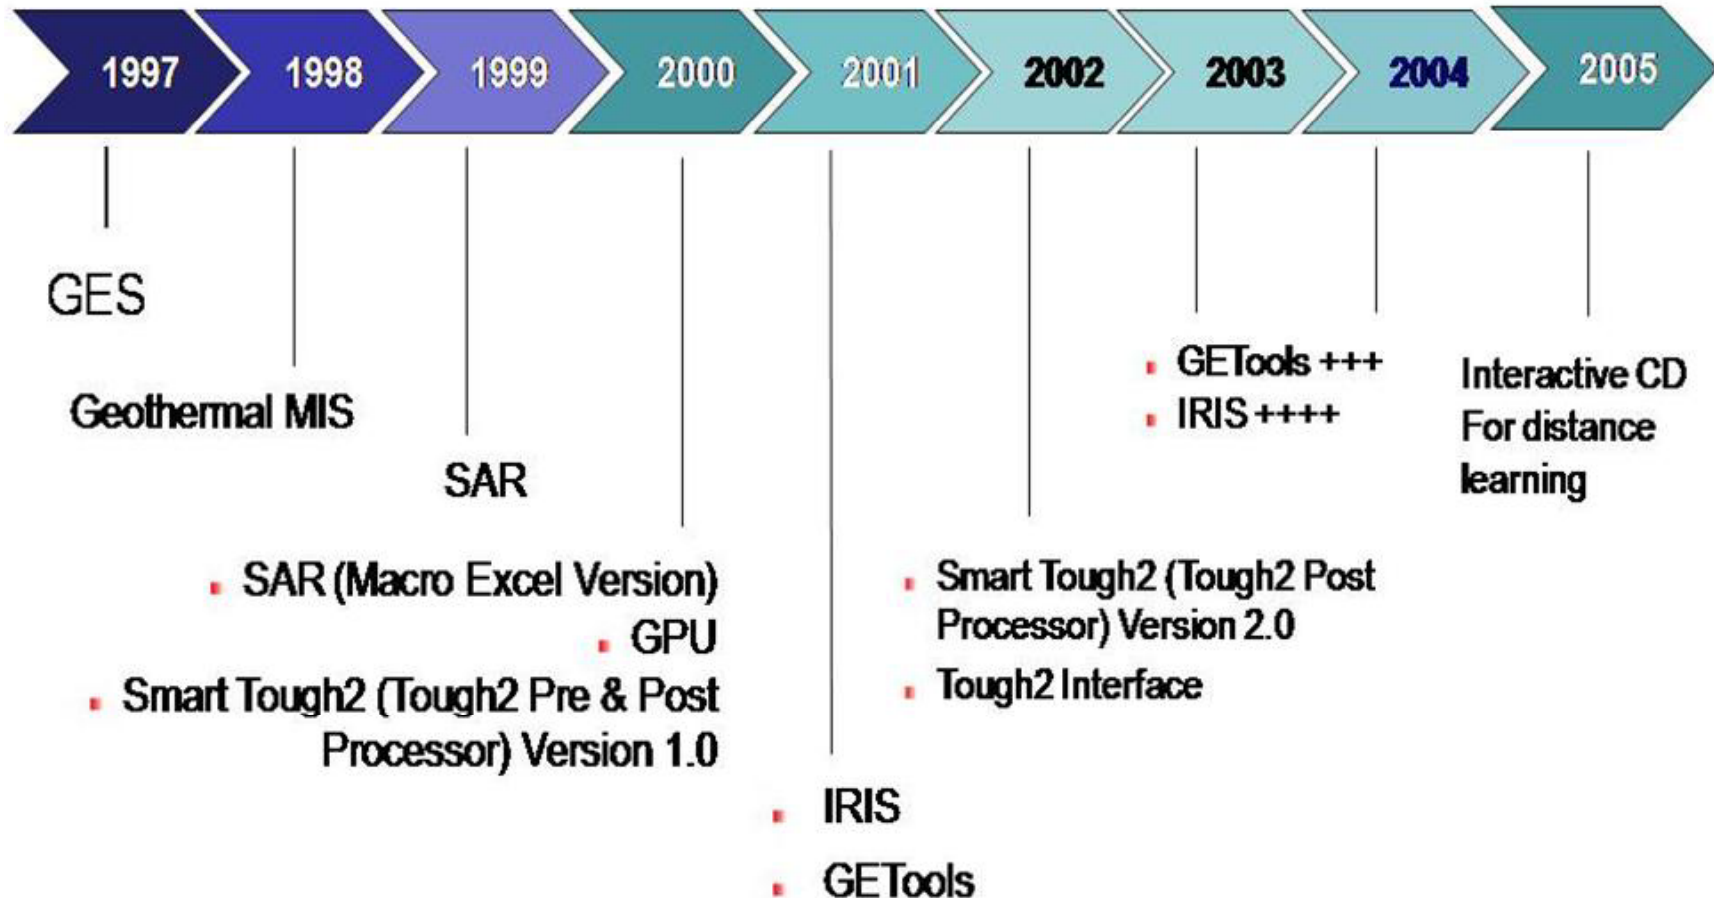 1997
1998
1999
2000
2001
2002
2003
2004
2005
GES
Geothermal MIS
SAR
SAR (Macro Excel Version)
GPU
Smart Tough2 (Tough2 Pre & Post
Processor) Version 1.0
IRIS
GETools
Smart Tough2 (Tough2 Post
Processor) Version 2.0
Tough2 Interface
GETools +++
IRIS ++++
Interactive CD
For distance
learning